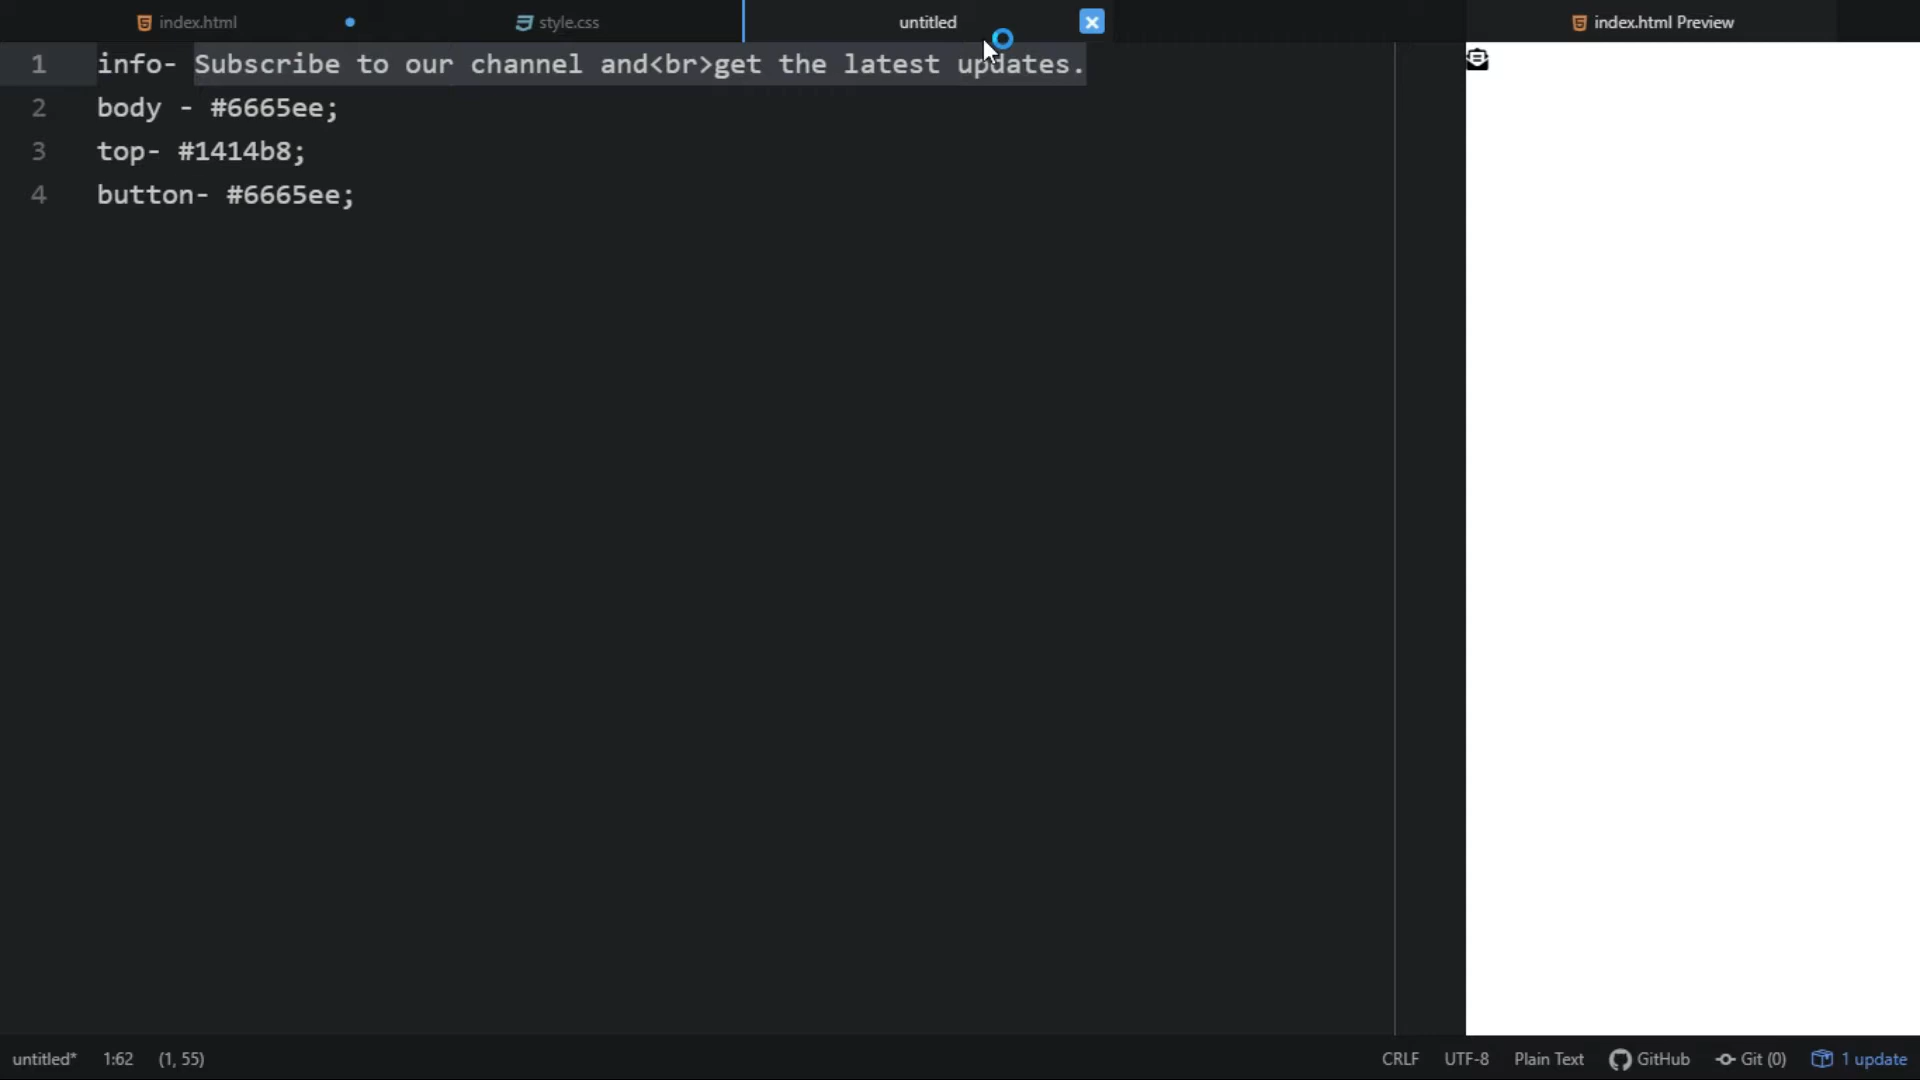 index.html
style.css
untitled
index.html Preview
1 info- Subscribe to our channel and<br>get the latest updates.
2 body - #6665ee;
3 top- #1414b8;
4 button- #6665ee;
untitled* 1:62 (1, 55) CRLF UTF-8 Plain Text GitHub Git (0) 1 update